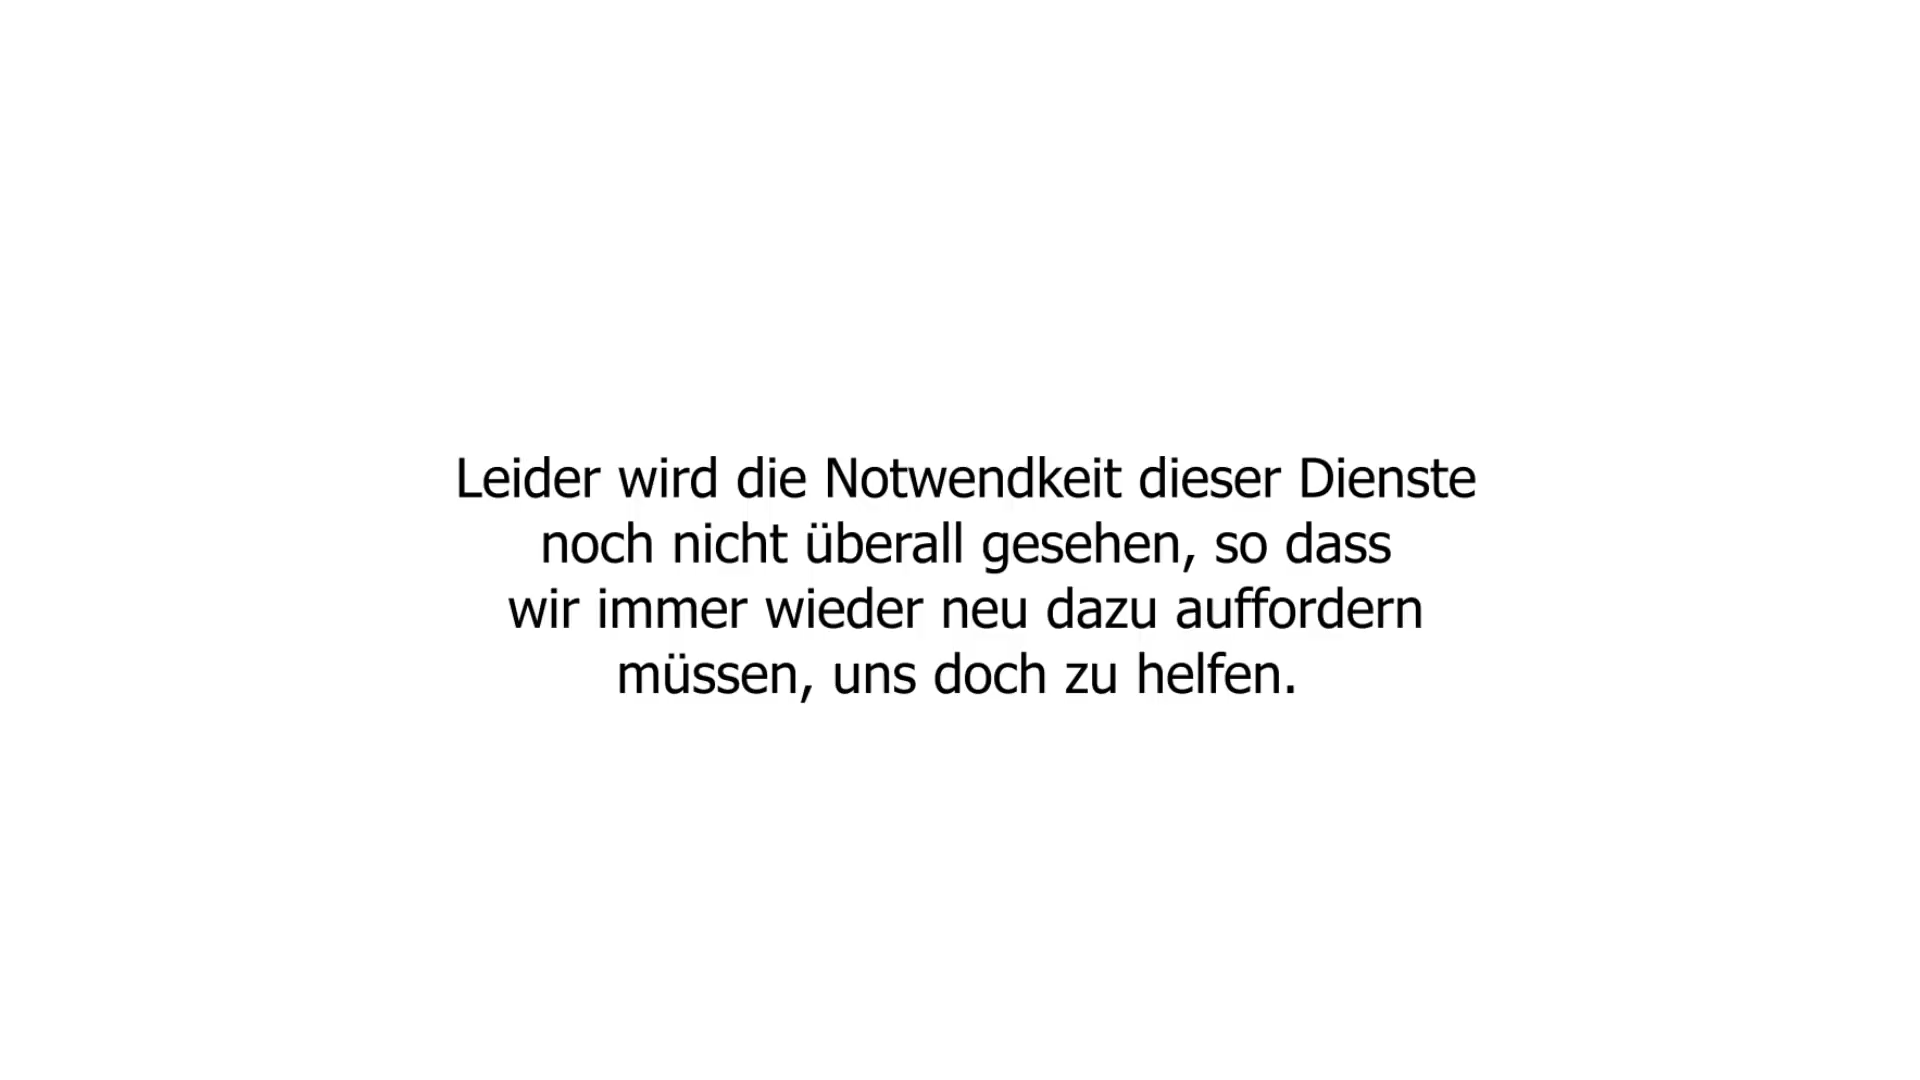 Leider wird die Notwendkeit dieser Dienste
noch nicht überall gesehen, so dass
wir immer wieder neu dazu auffordern
müssen, uns doch zu helfen.